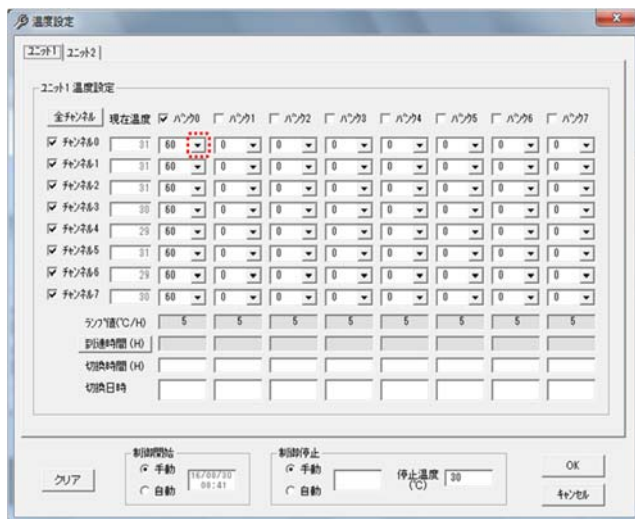 温度設定
ユニット1 ユニット2
ユニット1 温度設定
全チャンネル 現在温度 バンク0 バンク1 バンク2 バンク3 バンク4 バンク5 バンク6 バンク7
チャンネル0 31 60 0 0 0 0 0 0 0
チャンネル1 31 60 0 0 0 0 0 0 0
チャンネル2 31 60 0 0 0 0 0 0 0
チャンネル3 30 60 0 0 0 0 0 0 0
チャンネル4 29 60 0 0 0 0 0 0 0
チャンネル5 31 60 0 0 0 0 0 0 0
チャンネル6 29 60 0 0 0 0 0 0 0
チャンネル7 30 60 0 0 0 0 0 0 0
ランプ値(℃/H) 5 5 5 5 5 5 5 5
到達時間 (H)
切換時間 (H)
切換日時
制御開始
手動
自動
16/08/30
08:41
制御停止
手動
自動
停止温度
(℃)
30
クリア
OK
キャンセル